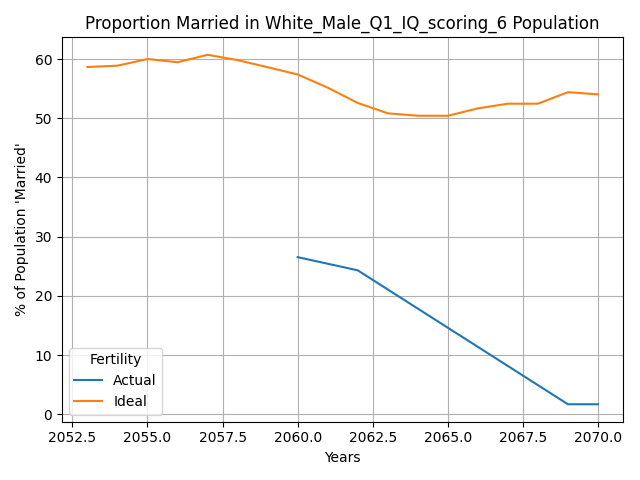 Proportion Married in White_Male_Q1_IQ_scoring_6 Population
% of Population 'Married'
60
50
40
30
20
10
0
Fertility
Actual
Ideal
2052.5 2055.0 2057.5 2060.0 2062.5 2065.0 2067.5 2070.0
Years